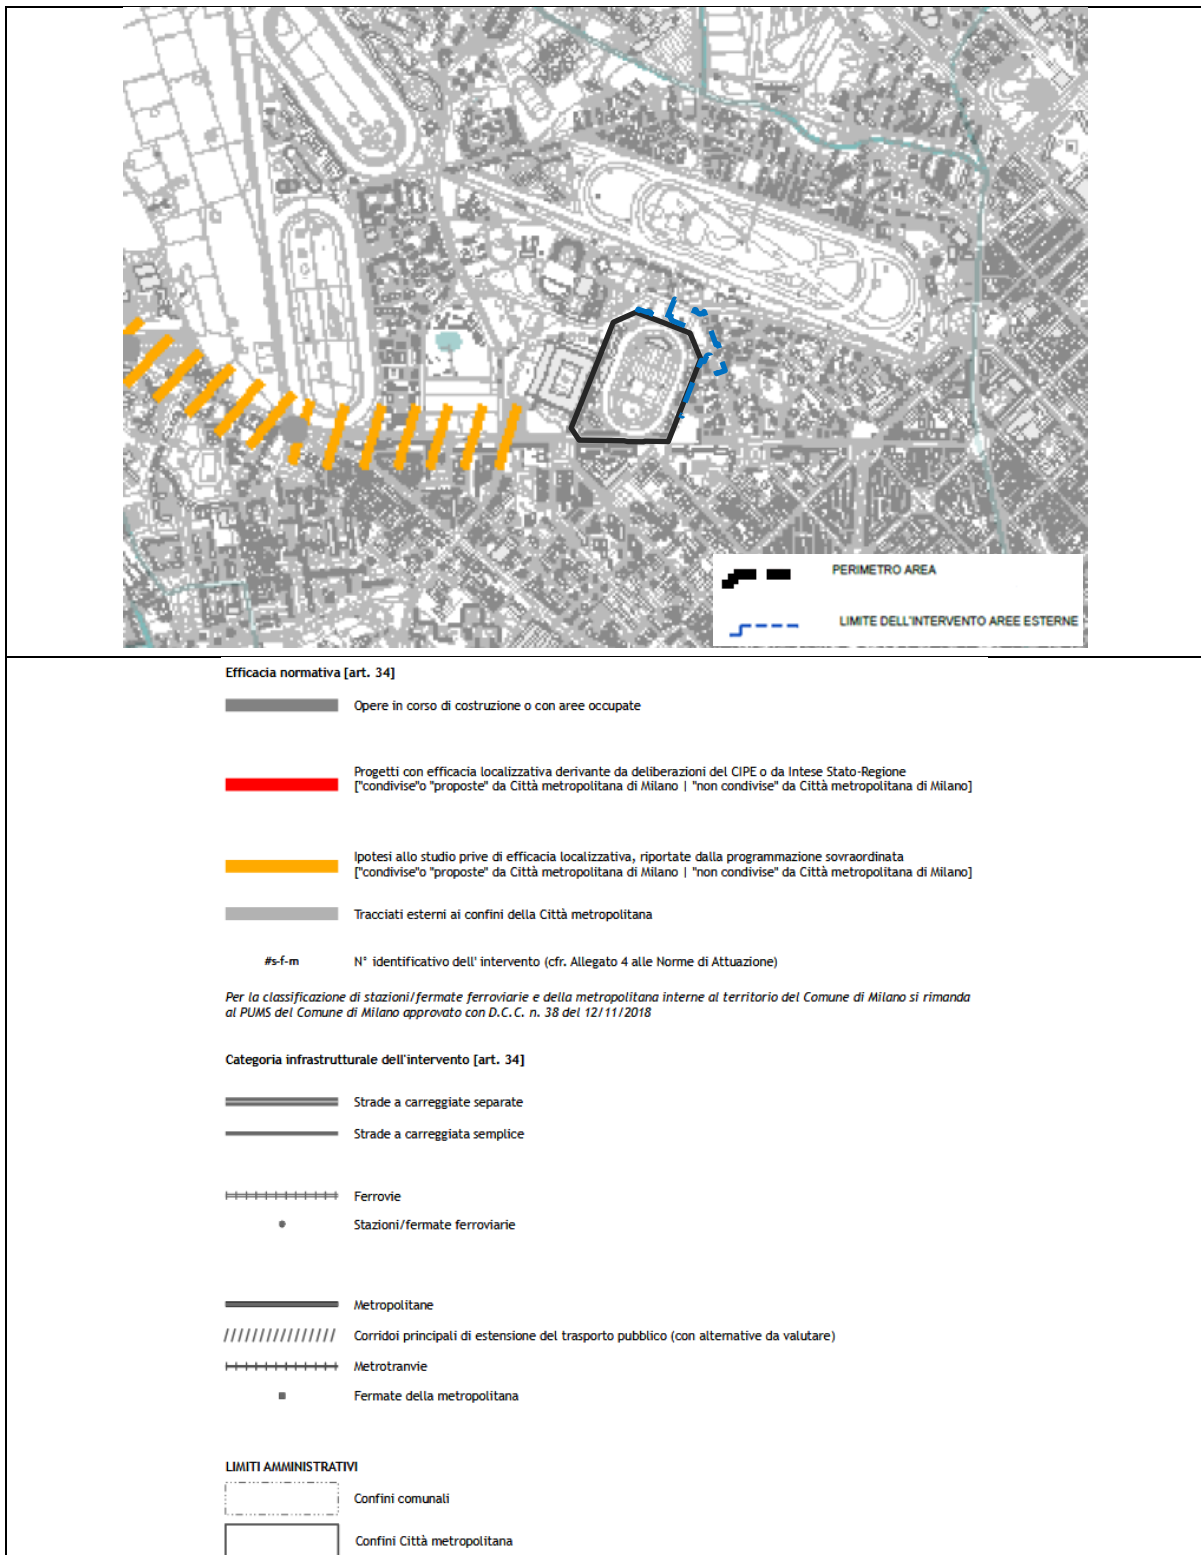 PERIMETRO AREA
LIMITE DELL'INTERVENTO AREE ESTERNE
Efficacia normativa [art. 34]
Opere in corso di costruzione o con aree occupate
Progetti con efficacia localizzativa derivante da deliberazioni del CIPE o da Intese Stato-Regione
["condivise"o "proposte" da Città metropolitana di Milano | "non condivise" da Città metropolitana di Milano]
Ipotesi allo studio prive di efficacia localizzativa, riportate dalla programmazione sovraordinata
["condivise"o "proposte" da Città metropolitana di Milano | "non condivise" da Città metropolitana di Milano]
Tracciati esterni ai confini della Città metropolitana
#s-f-m N° identificativo dell' intervento (cfr. Allegato 4 alle Norme di Attuazione)
Per la classificazione di stazioni/fermate ferroviarie e della metropolitana interne al territorio del Comune di Milano si rimanda
al PUMS del Comune di Milano approvato con D.C.C. n. 38 del 12/11/2018
Categoria infrastrutturale dell'intervento [art. 34]
Strade a carreggiate separate
Strade a carreggiata semplice
Ferrovie
Stazioni/fermate ferroviarie
Metropolitane
Corridoi principali di estensione del trasporto pubblico (con alternative da valutare)
Metrotranvie
Fermate della metropolitana
LIMITI AMMINISTRATIVI
Confini comunali
Confini Città metropolitana